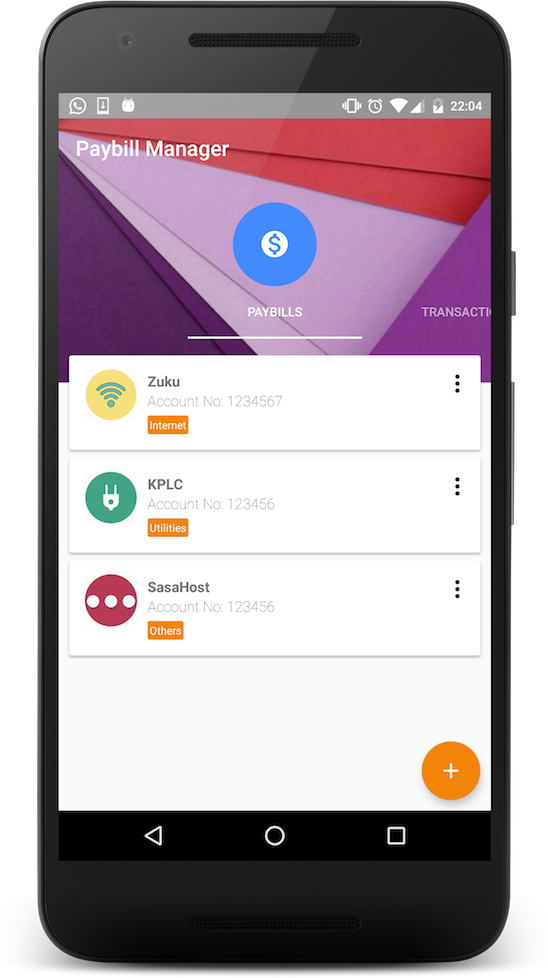 22:04
Paybill Manager
PAYBILLS
TRANSACTI
Zuku
Account No: 1234567
Internet
KPLC
Account No: 123456
Utilities
SasaHost
Account No: 123456
Others